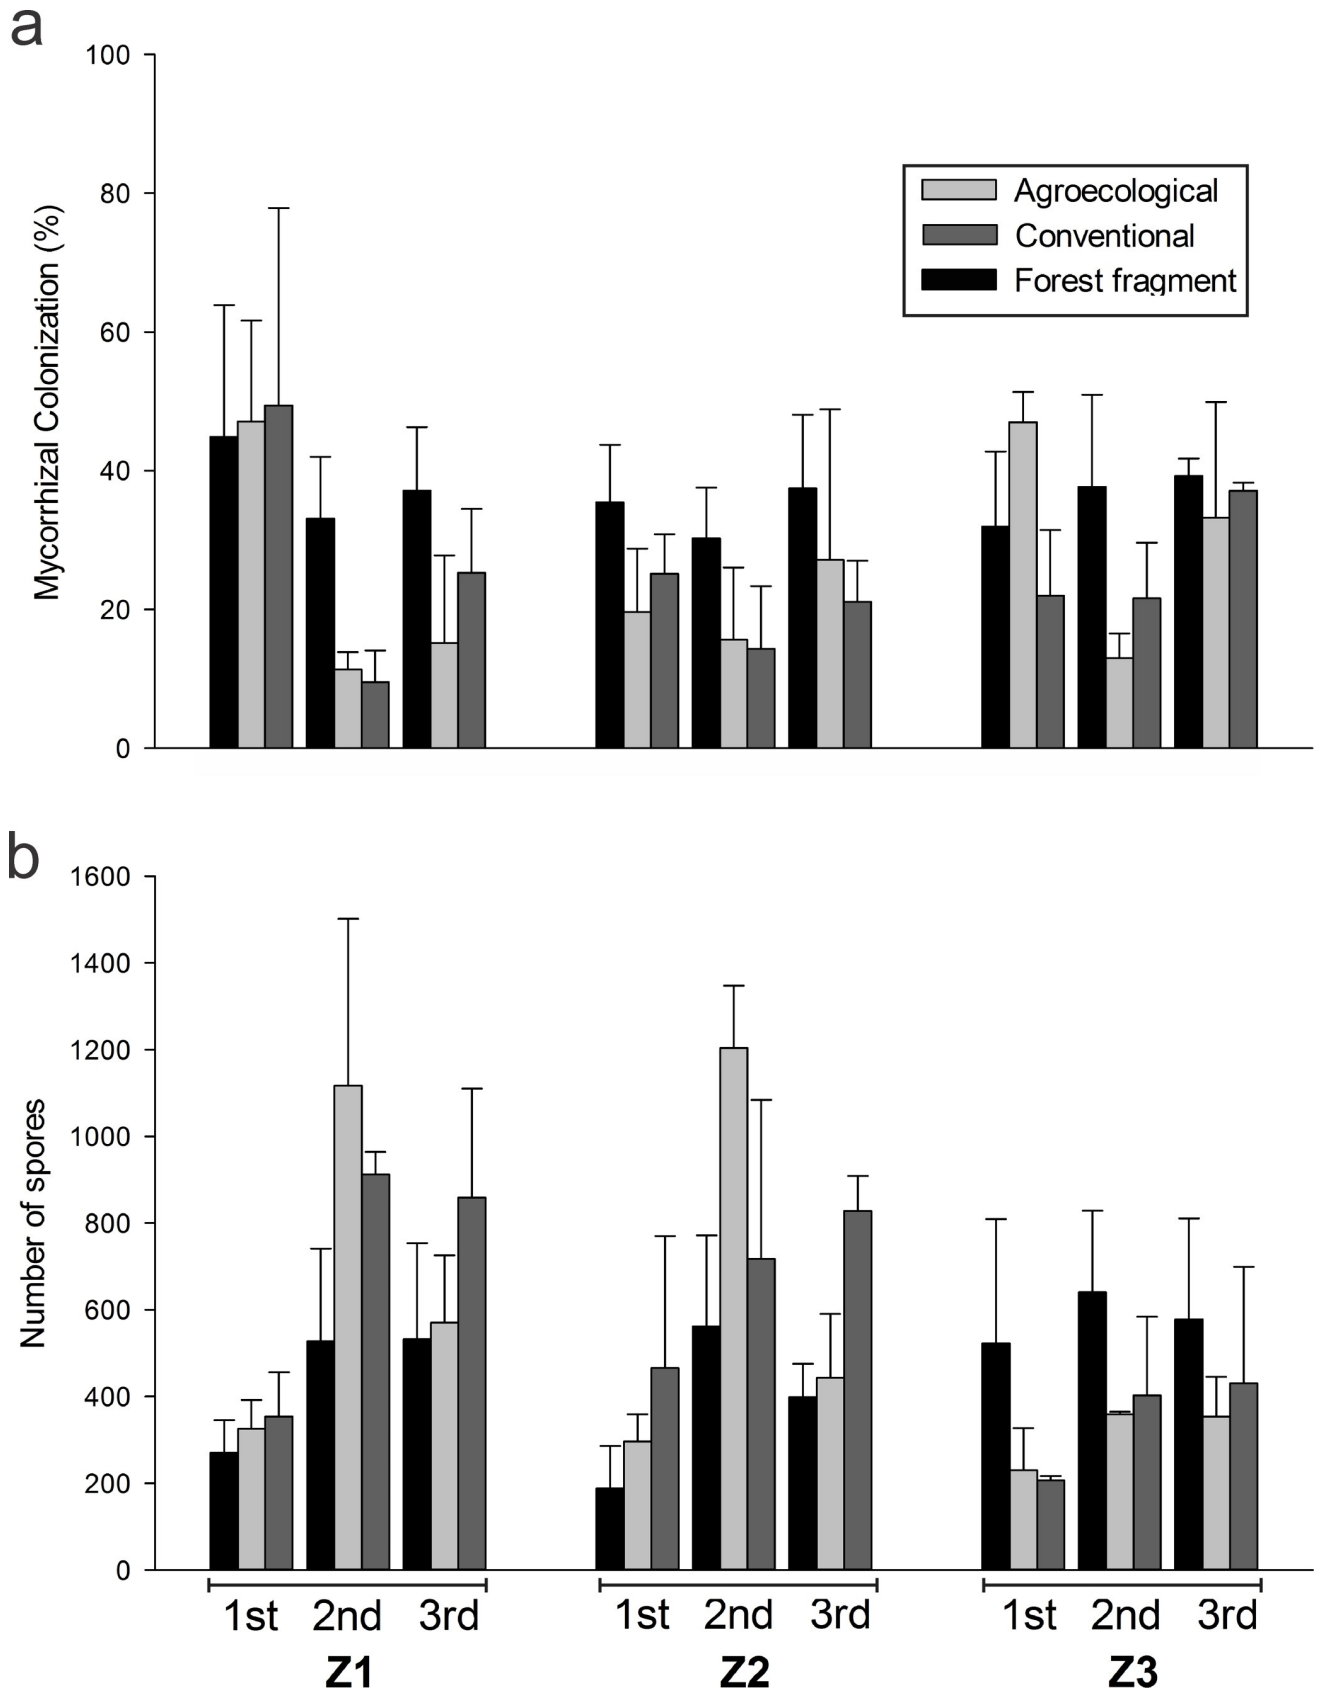 a
100
80
60
40
20
0
Mycorrhizal Colonization (%)
Agroecological
Conventional
Forest fragment
b
1600
1400
1200
1000
800
600
400
200
0
Number of spores
1st 2nd 3rd 1st 2nd 3rd 1st 2nd 3rd
Z1 Z2 Z3